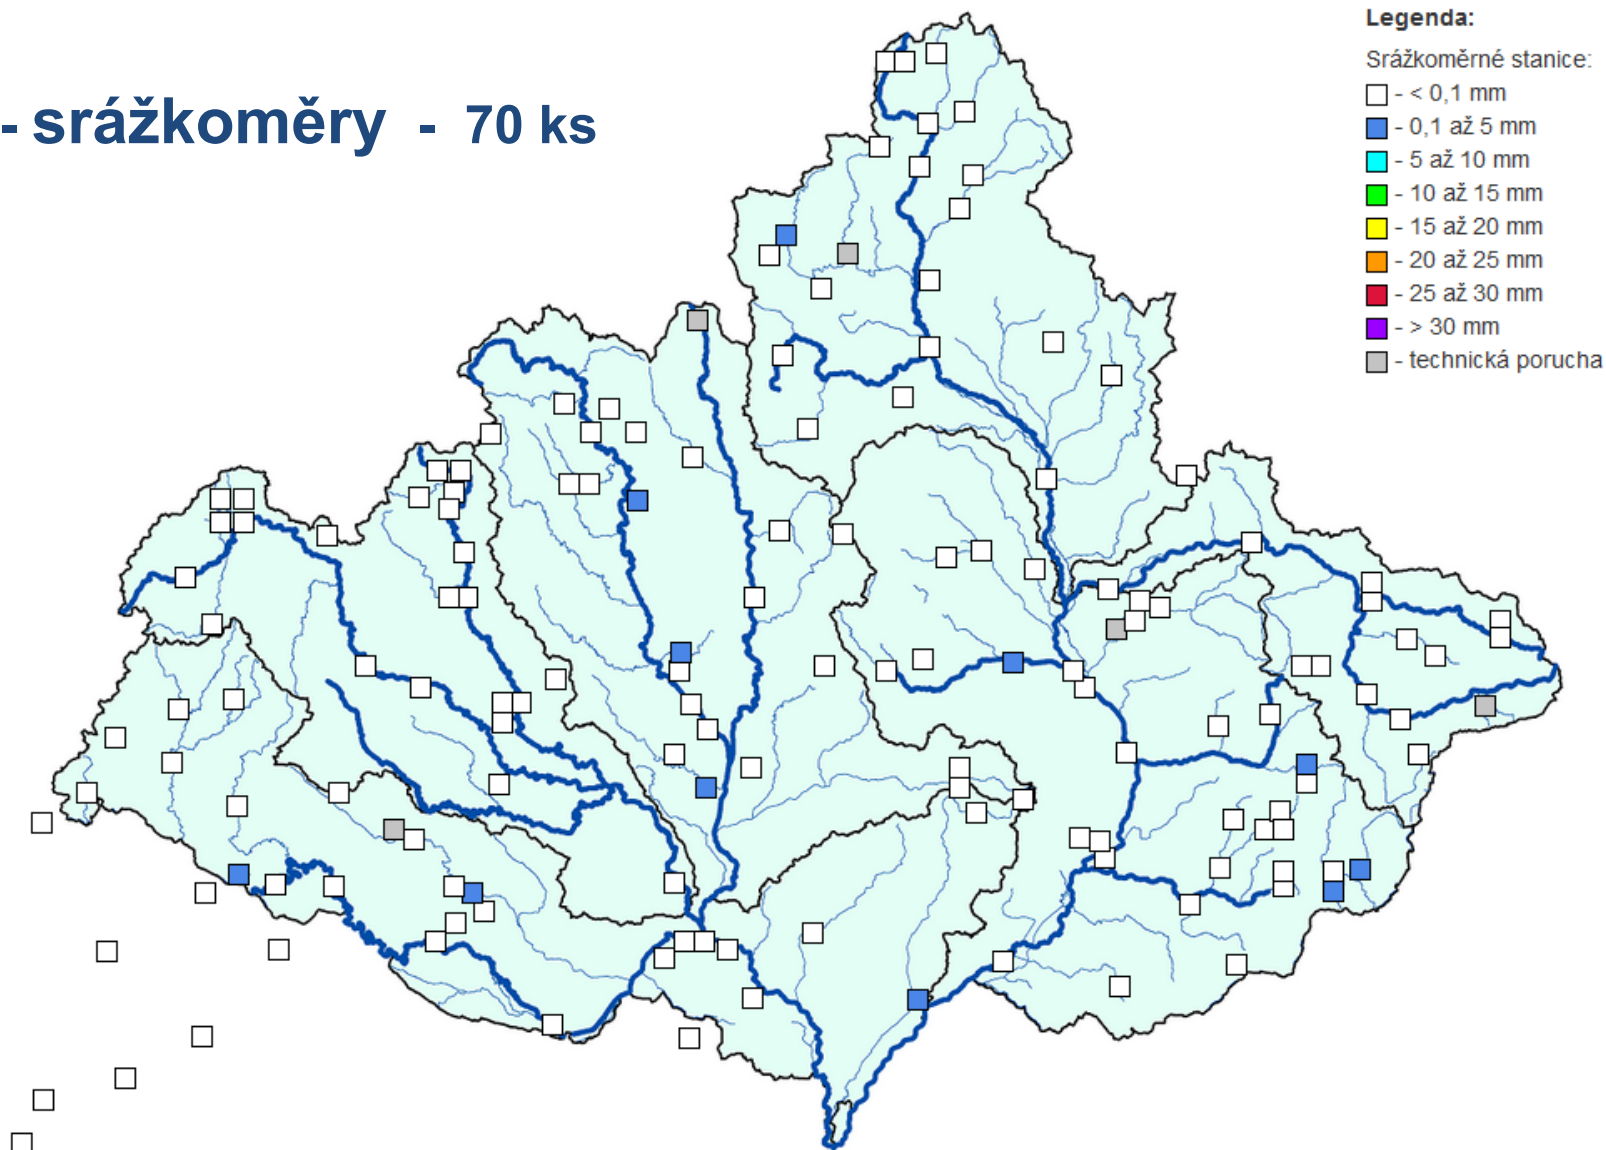 - srážkoměry - 70 ks
Legenda:
Srážkoměrné stanice:
- < 0,1 mm
- 0,1 až 5 mm
- 5 až 10 mm
- 10 až 15 mm
- 15 až 20 mm
- 20 až 25 mm
- 25 až 30 mm
- > 30 mm
- technická porucha